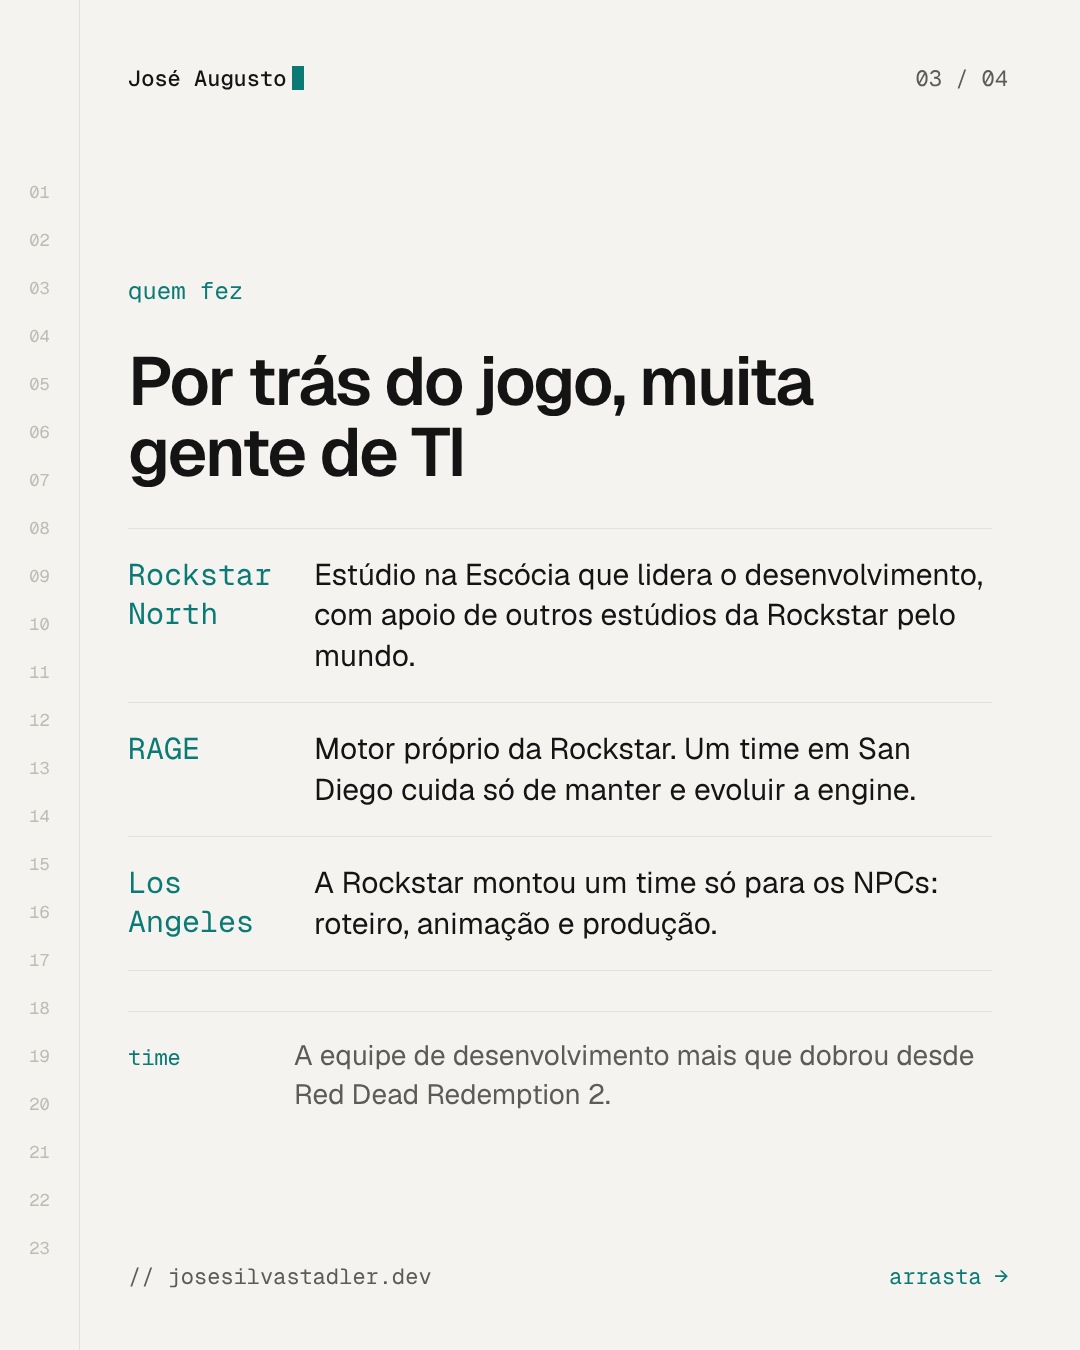 José Augusto
03 / 04
01
02
03
quem fez
04
05
Por trás do jogo, muita
06
gente de TI
07
08
09
Rockstar
North
Estúdio na Escócia que lidera o desenvolvimento,
com apoio de outros estúdios da Rockstar pelo
mundo.
10
11
12
RAGE
Motor próprio da Rockstar. Um time em San
Diego cuida só de manter e evoluir a engine.
13
14
15
Los
Angeles
A Rockstar montou um time só para os NPCs:
roteiro, animação e produção.
16
17
18
19
time
A equipe de desenvolvimento mais que dobrou desde
Red Dead Redemption 2.
20
21
22
23
// josesilvastadler.dev
arrasta →